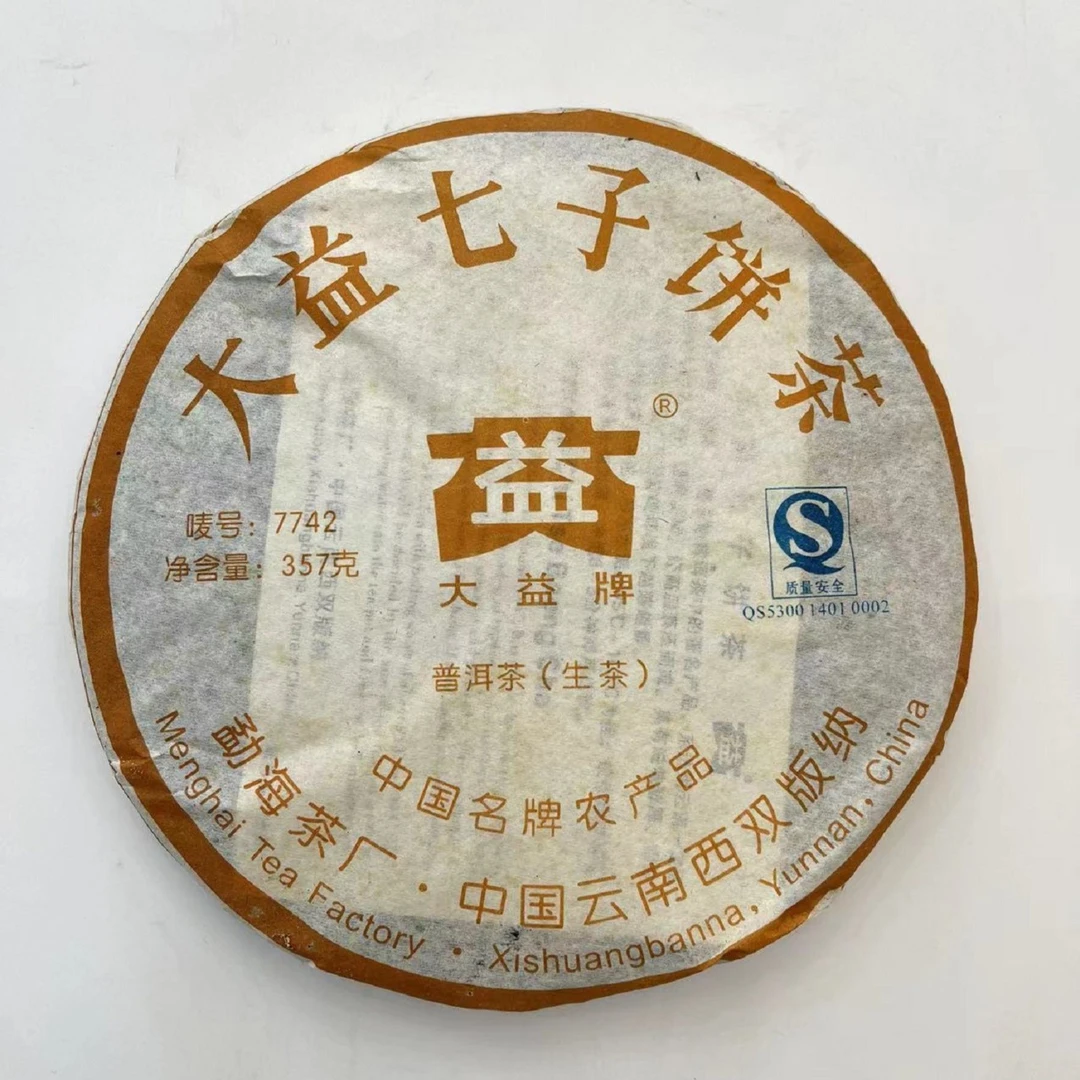 大益七子饼茶
益
®
大益牌
唛号：7742
净含量：357克
质量安全
QS5300 1401 0002
普洱茶（生茶）
中国名牌农产品
勐海茶厂·中国云南西双版纳
Menghai Tea Factory · Xishuangbanna, Yunnan, China